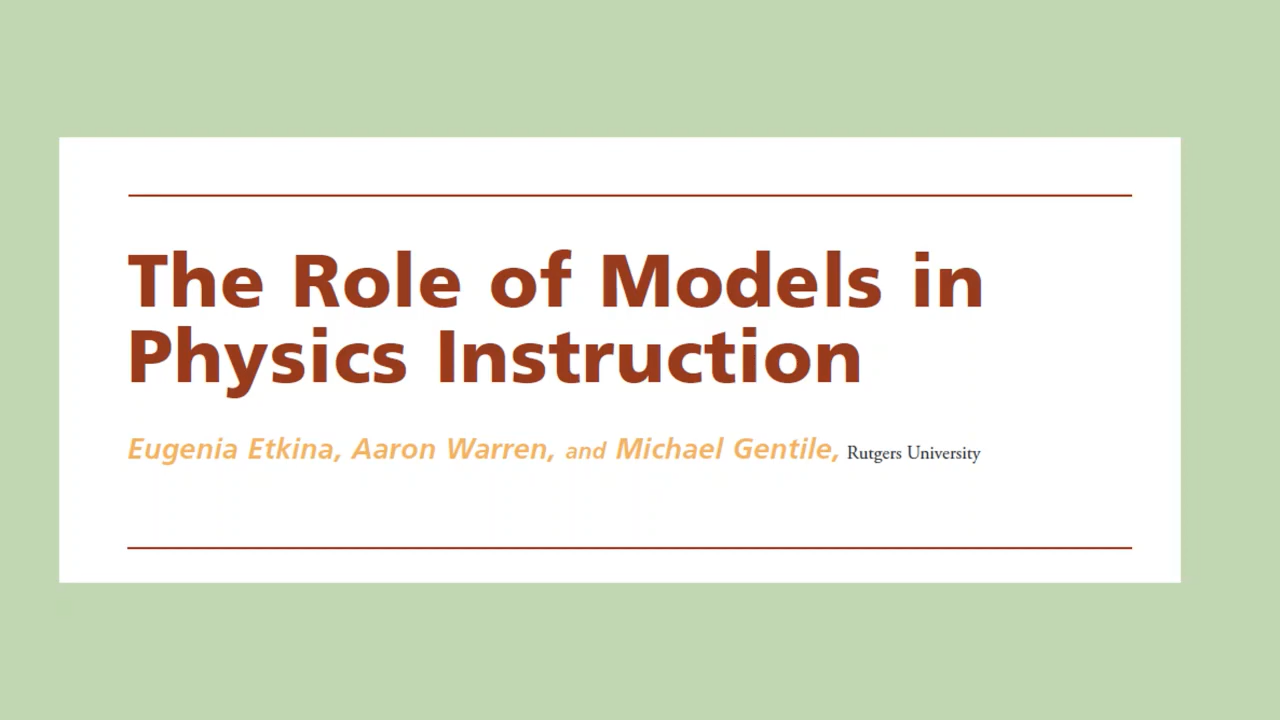 The Role of Models in
Physics Instruction
Eugenia Etkina, Aaron Warren, and Michael Gentile, Rutgers University